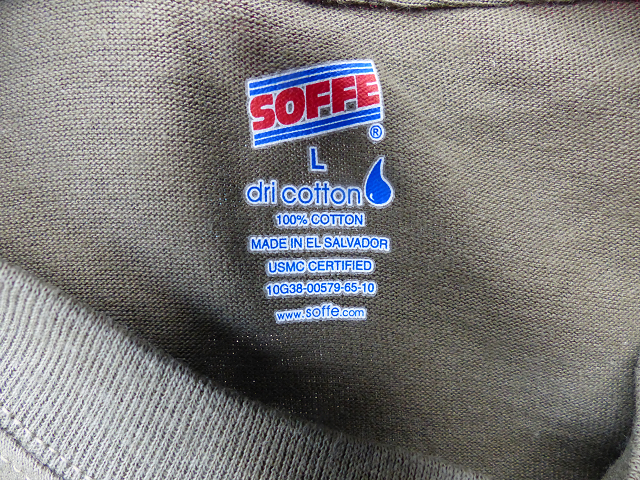 SOFFE
®
L
dri cotton
100% COTTON
MADE IN EL SALVADOR
USMC CERTIFIED
10G38-00579-65-10
www.soffe.com